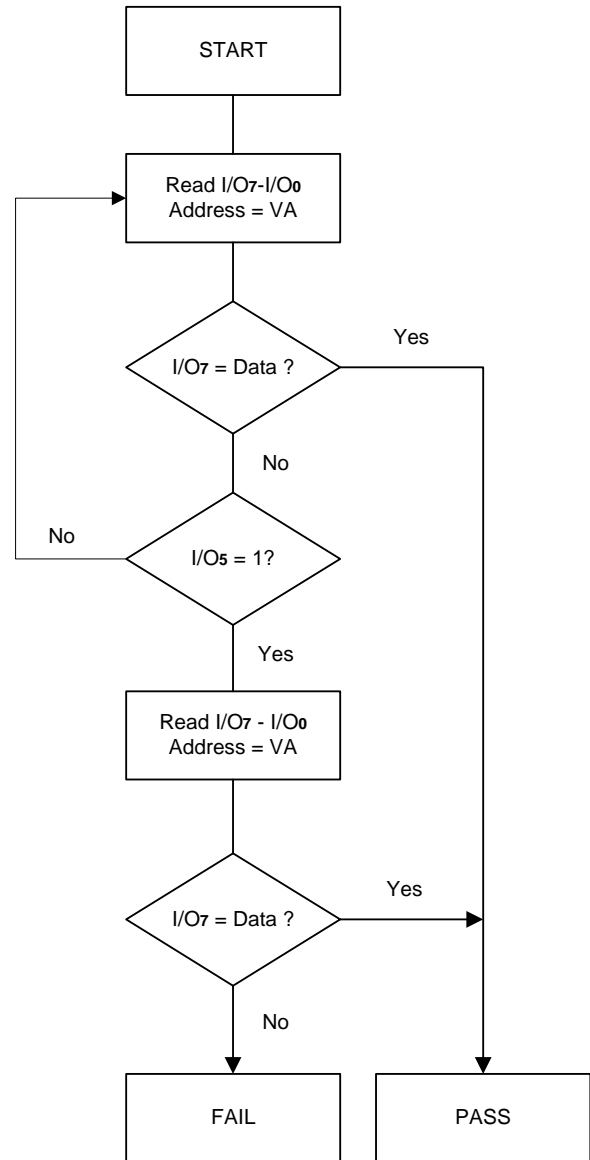 START
Read I/O7-I/O0
Address = VA
I/O7 = Data ?
Yes
No
I/O5 = 1?
No
Yes
Read I/O7 - I/O0
Address = VA
I/O7 = Data ?
Yes
No
FAIL
PASS